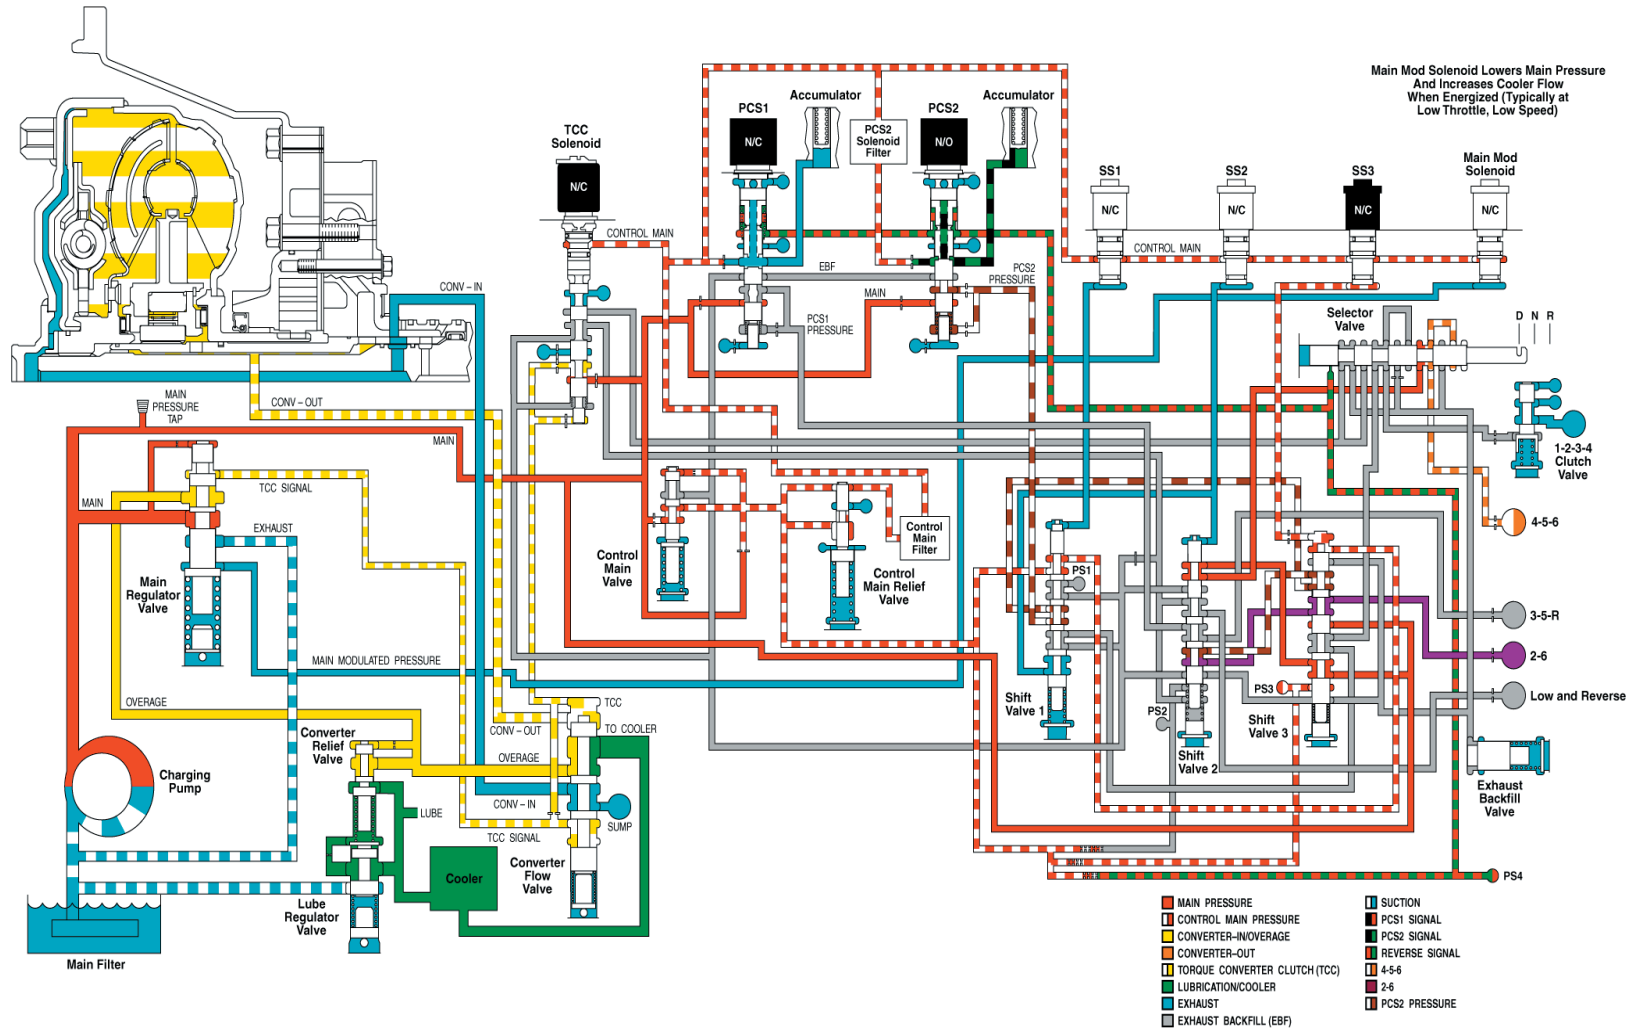 Main Mod Solenoid Lowers Main Pressure
And Increases Cooler Flow
When Energized (Typically at
Low Throttle, Low Speed)
PCS1
Accumulator
PCS2
Accumulator
TCC
Solenoid
N/C
N/C
PCS2
Solenoid
Filter
N/O
SS1
N/C
SS2
N/C
SS3
N/C
Main Mod
Solenoid
N/C
CONTROL MAIN
CONTROL MAIN
EBF
PCS2
PRESSURE
MAIN
PCS1
PRESSURE
CONV – IN
Selector
Valve
D N R
MAIN
PRESSURE
TAP
CONV – OUT
MAIN
TCC SIGNAL
MAIN
EXHAUST
1-2-3-4
Clutch
Valve
4-5-6
Control
Main
Filter
Control
Main
Valve
Control
Main Relief
Valve
Main
Regulator
Valve
PS1
3-5-R
2-6
MAIN MODULATED PRESSURE
PS3
Low and Reverse
OVERAGE
TCC
Shift
Valve 1
PS2
Shift
Valve 3
CONV – OUT
TO COOLER
Converter
Relief
Valve
OVERAGE
Shift
Valve 2
Charging
Pump
CONV – IN
LUBE
SUMP
TCC SIGNAL
Exhaust
Backfill
Valve
Converter
Flow
Valve
Cooler
PS4
Lube
Regulator
Valve
Main Filter
MAIN PRESSURE
CONTROL MAIN PRESSURE
CONVERTER–IN/OVERAGE
CONVERTER–OUT
TORQUE CONVERTER CLUTCH (TCC)
LUBRICATION/COOLER
EXHAUST
EXHAUST BACKFILL (EBF)
SUCTION
PCS1 SIGNAL
PCS2 SIGNAL
REVERSE SIGNAL
4-5-6
2-6
PCS2 PRESSURE